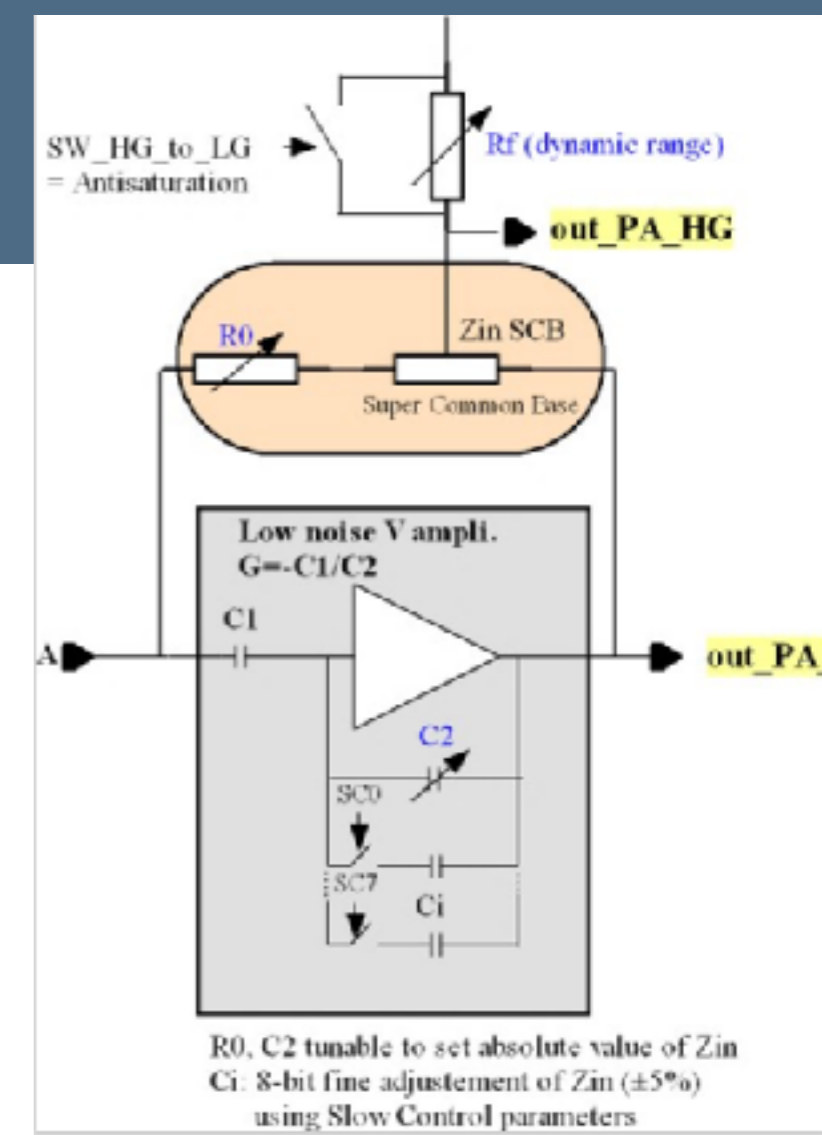 SW_HG_to_LG
= Antisaturation
Rf (dynamic range)
out_PA_HG
R0
Zin SCB
Super Common Base
Low noise V ampli.
G=-C1/C2
C1
A
out_PA_
C2
SC0
SC7
Ci
R0, C2 tunable to set absolute value of Zin
Ci: 8-bit fine adjustement of Zin (±5%)
using Slow Control parameters